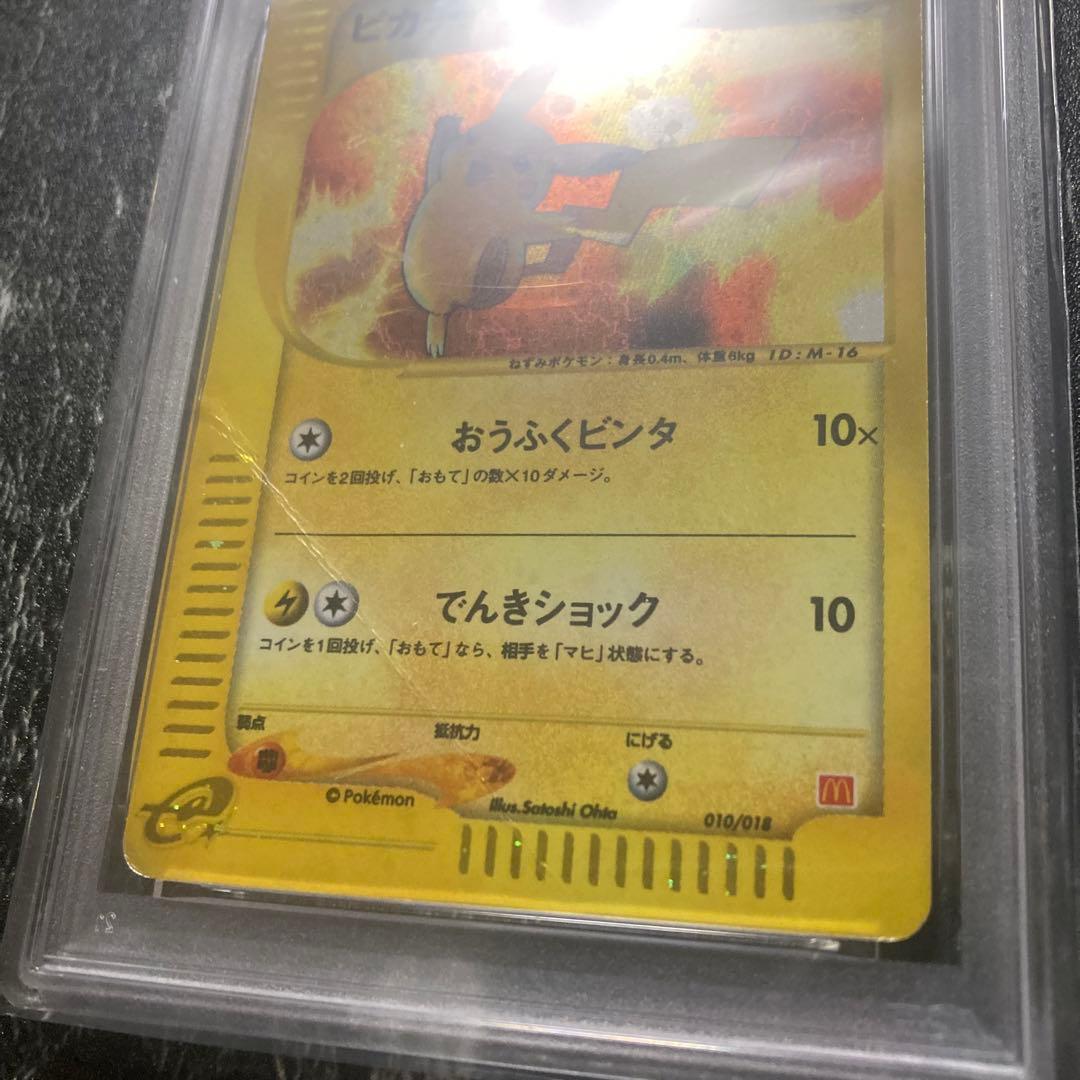 ピカ
ねずみポケモン：身長0.4m、体重6kg ID：M-16
おうふくビンタ 10×
コインを2回投げ、「おもて」の数×10ダメージ。
でんきショック 10
コインを1回投げ、「おもて」なら、相手を「マヒ」状態にする。
弱点 抵抗力 にげる
©Pokémon Illus.Satoshi Ohta 010/018